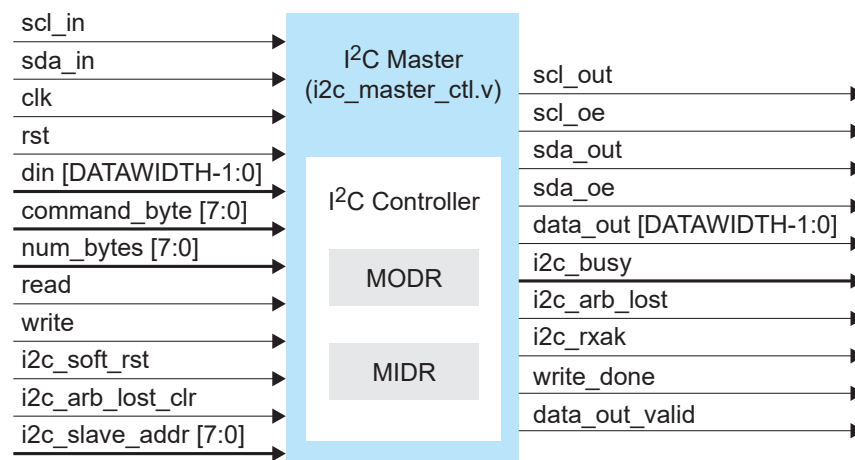 scl_in
sda_in
clk
rst
din [DATAWIDTH-1:0]
command_byte [7:0]
num_bytes [7:0]
read
write
i2c_soft_rst
i2c_arb_lost_clr
i2c_slave_addr [7:0]
I2C Master
(i2c_master_ctl.v)
I2C Controller
MODR
MIDR
scl_out
scl_oe
sda_out
sda_oe
data_out [DATAWIDTH-1:0]
i2c_busy
i2c_arb_lost
i2c_rxak
write_done
data_out_valid